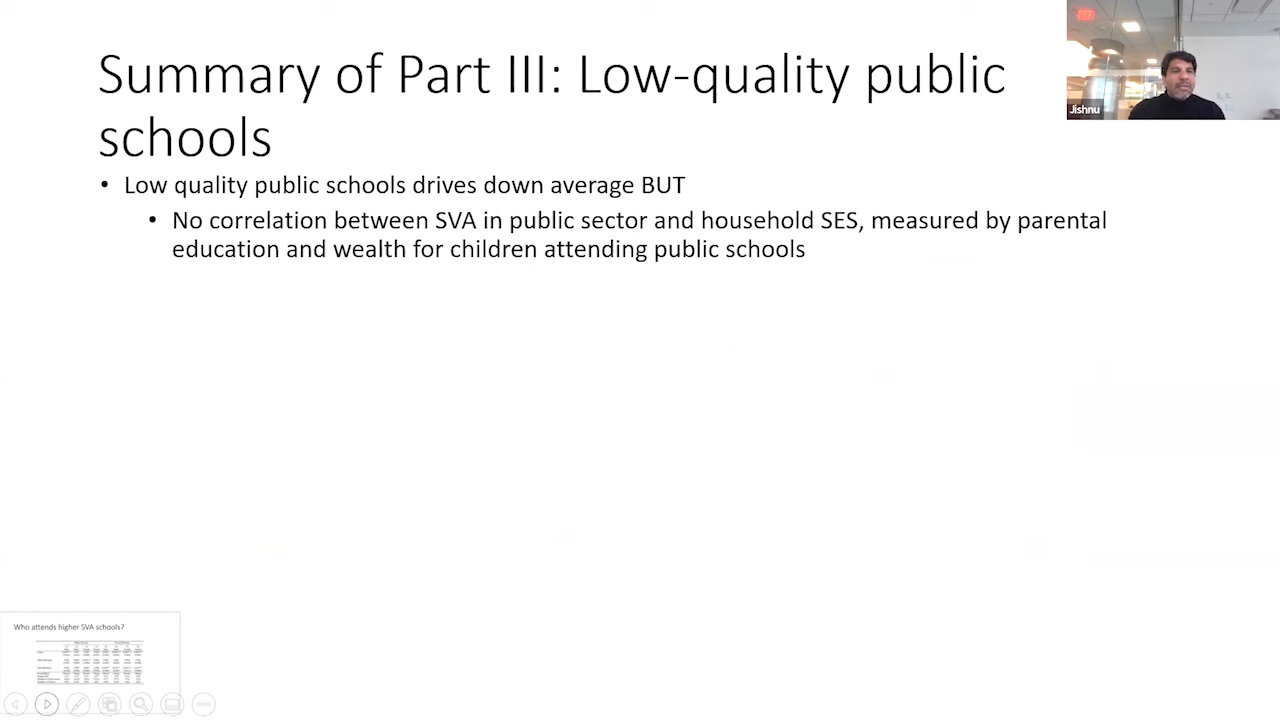 Summary of Part III: Low-quality public
schools
Jishnu
• Low quality public schools drives down average BUT
• No correlation between SVA in public sector and household SES, measured by parental
education and wealth for children attending public schools
Who attends higher SVA schools?